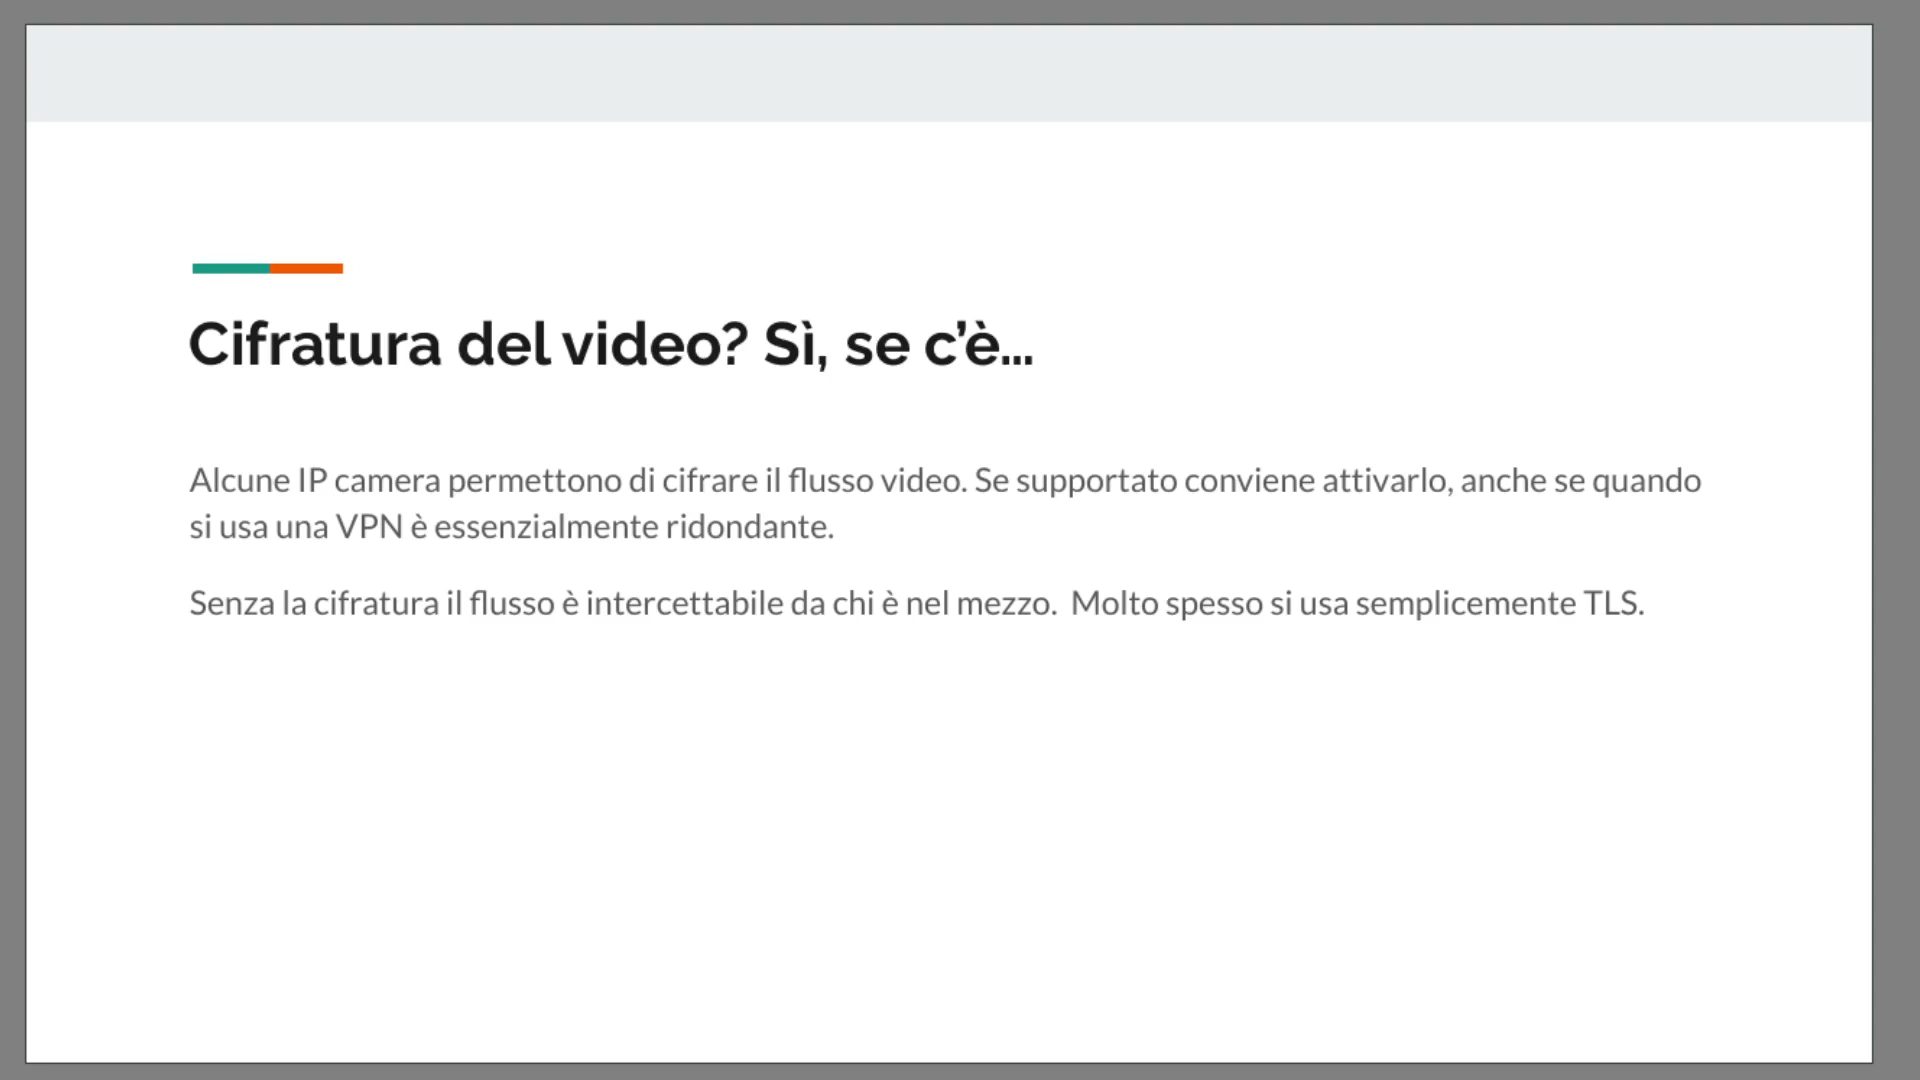 Cifratura del video? Sì, se c’è…
Alcune IP camera permettono di cifrare il flusso video. Se supportato conviene attivarlo, anche se quando
si usa una VPN è essenzialmente ridondante.
Senza la cifratura il flusso è intercettabile da chi è nel mezzo.  Molto spesso si usa semplicemente TLS.